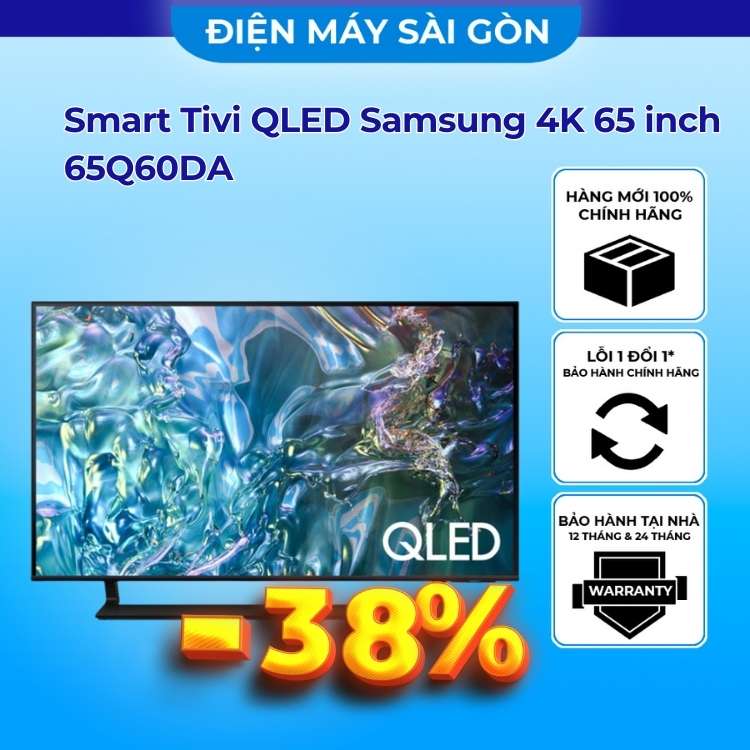 ĐIỆN MÁY SÀI GÒN
Smart Tivi QLED Samsung 4K 65 inch
65Q60DA
HÀNG MỚI 100%
CHÍNH HÃNG
LỖI 1 ĐỔI 1*
BẢO HÀNH CHÍNH HÃNG
QLED
BẢO HÀNH TẠI NHÀ
12 THÁNG & 24 THÁNG
WARRANTY
-38%